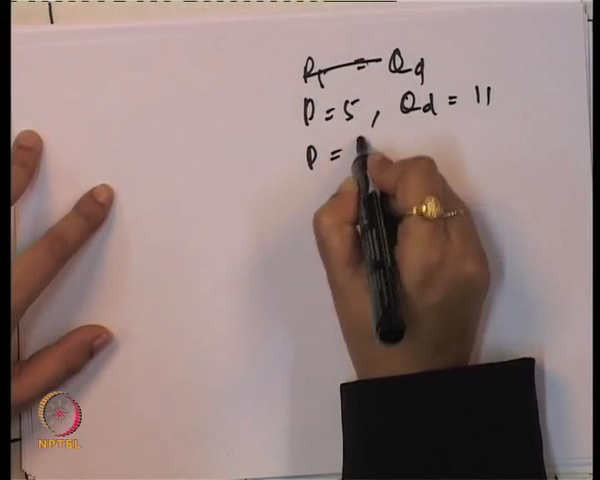 Qd
P = 5, Qd = 11
P =
NPTEL